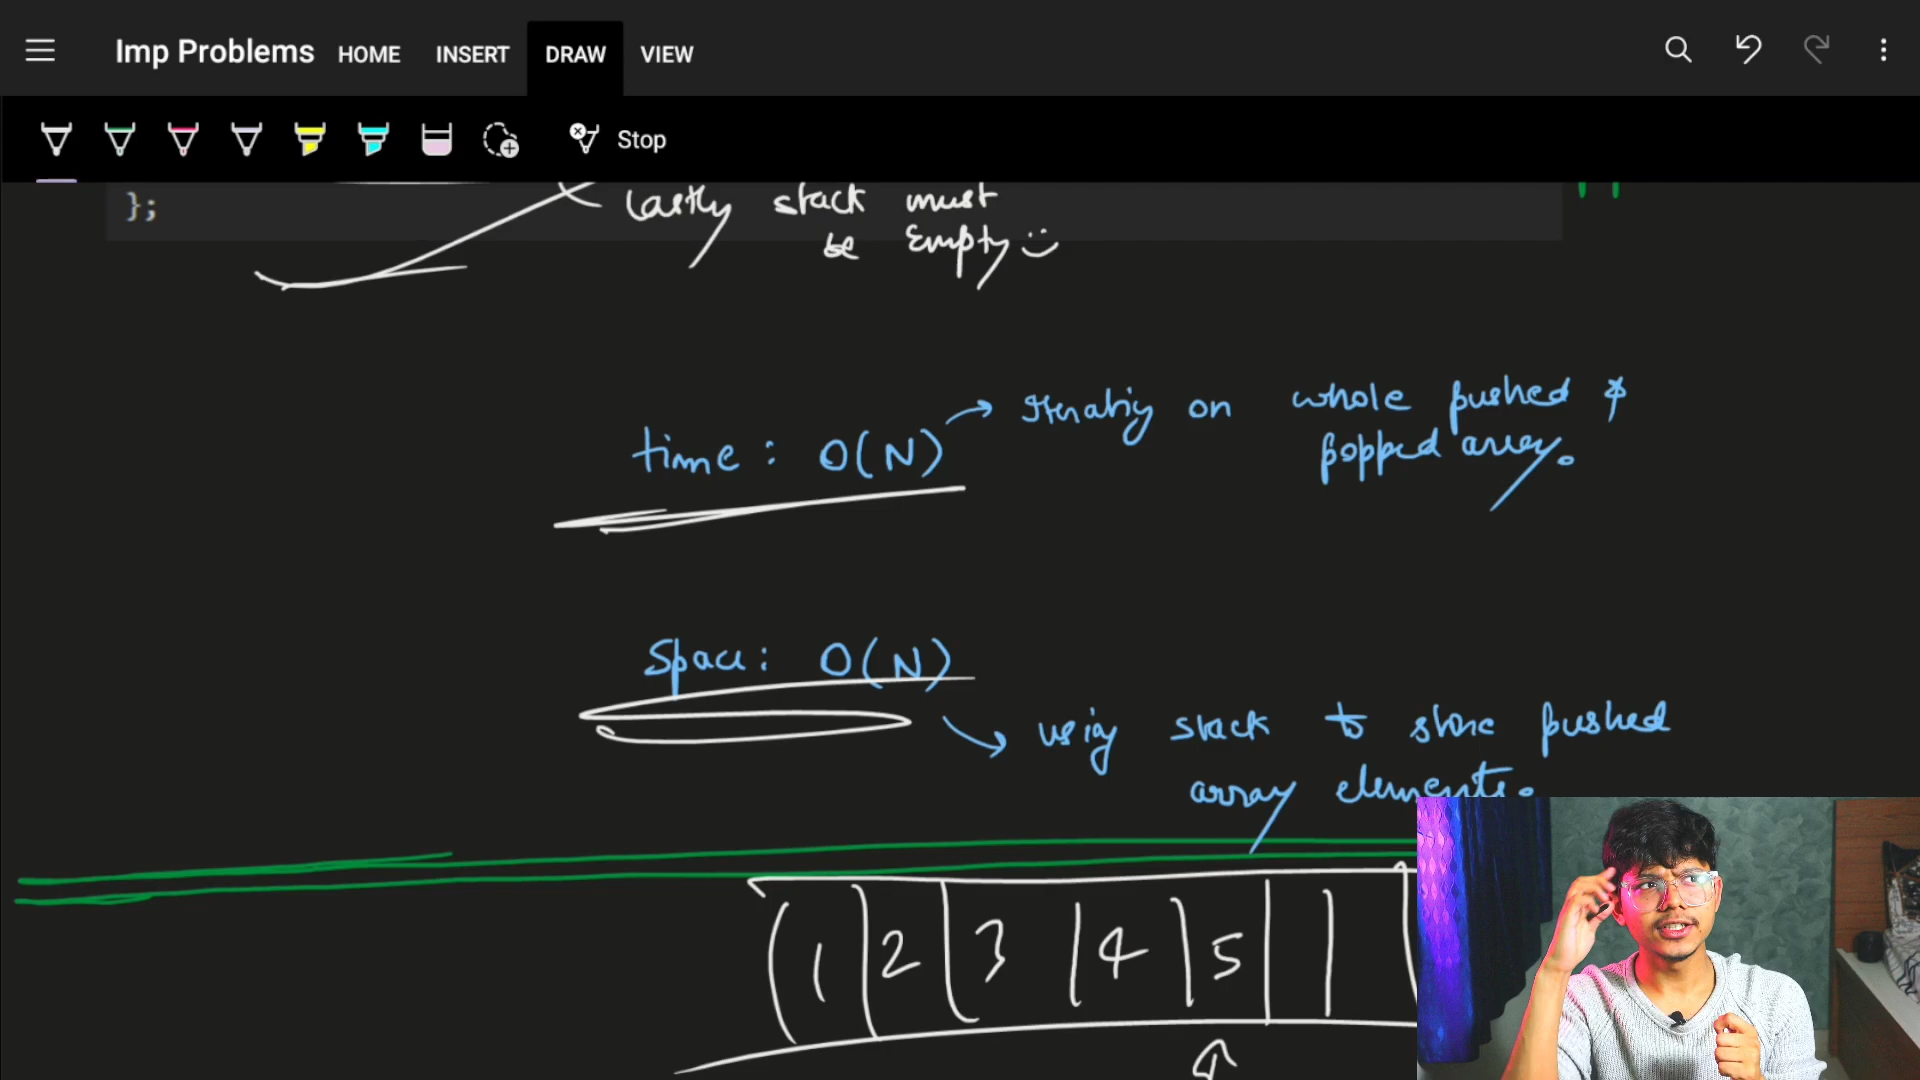 Imp Problems HOME INSERT DRAW VIEW
Stop
};
Lastly stack must
be Empty
time: O(N) → Iterating on whole pushed &
popped array.
Space: O(N)
→ using stack to store pushed
array elements.
1 2 3 4 5